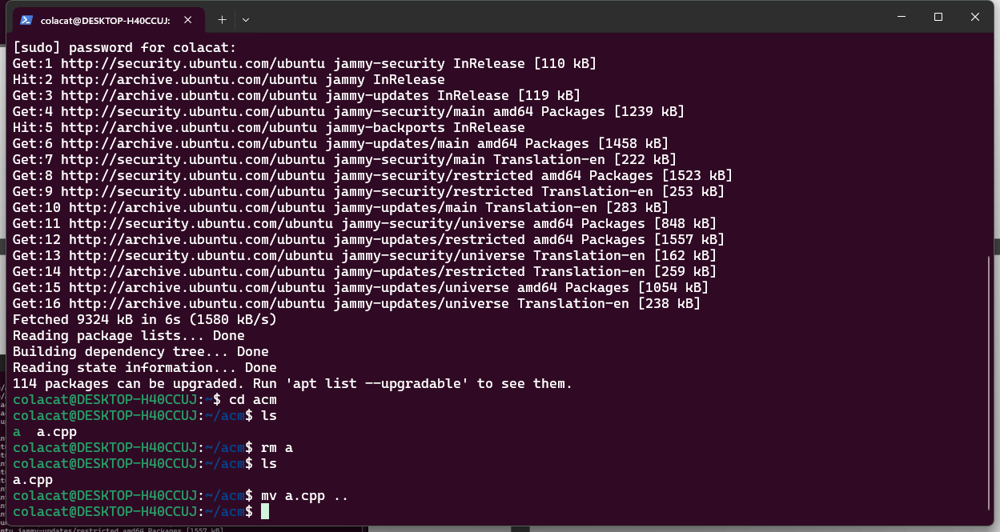 colacat@DESKTOP-H40CCUJ:
[sudo] password for colacat:
Get:1 http://security.ubuntu.com/ubuntu jammy-security InRelease [110 kB]
Hit:2 http://archive.ubuntu.com/ubuntu jammy InRelease
Get:3 http://archive.ubuntu.com/ubuntu jammy-updates InRelease [119 kB]
Get:4 http://security.ubuntu.com/ubuntu jammy-security/main amd64 Packages [1239 kB]
Hit:5 http://archive.ubuntu.com/ubuntu jammy-backports InRelease
Get:6 http://archive.ubuntu.com/ubuntu jammy-updates/main amd64 Packages [1458 kB]
Get:7 http://security.ubuntu.com/ubuntu jammy-security/main Translation-en [222 kB]
Get:8 http://security.ubuntu.com/ubuntu jammy-security/restricted amd64 Packages [1523 kB]
Get:9 http://security.ubuntu.com/ubuntu jammy-security/restricted Translation-en [253 kB]
Get:10 http://archive.ubuntu.com/ubuntu jammy-updates/main Translation-en [283 kB]
Get:11 http://security.ubuntu.com/ubuntu jammy-security/universe amd64 Packages [848 kB]
Get:12 http://archive.ubuntu.com/ubuntu jammy-updates/restricted amd64 Packages [1557 kB]
Get:13 http://security.ubuntu.com/ubuntu jammy-security/universe Translation-en [162 kB]
Get:14 http://archive.ubuntu.com/ubuntu jammy-updates/restricted Translation-en [259 kB]
Get:15 http://archive.ubuntu.com/ubuntu jammy-updates/universe amd64 Packages [1054 kB]
Get:16 http://archive.ubuntu.com/ubuntu jammy-updates/universe Translation-en [238 kB]
Fetched 9324 kB in 6s (1580 kB/s)
Reading package lists... Done
Building dependency tree... Done
Reading state information... Done
114 packages can be upgraded. Run 'apt list --upgradable' to see them.
colacat@DESKTOP-H40CCUJ:~$ cd acm
colacat@DESKTOP-H40CCUJ:~/acm$ ls
a  a.cpp
colacat@DESKTOP-H40CCUJ:~/acm$ rm a
colacat@DESKTOP-H40CCUJ:~/acm$ ls
a.cpp
colacat@DESKTOP-H40CCUJ:~/acm$ mv a.cpp ..
colacat@DESKTOP-H40CCUJ:~/acm$